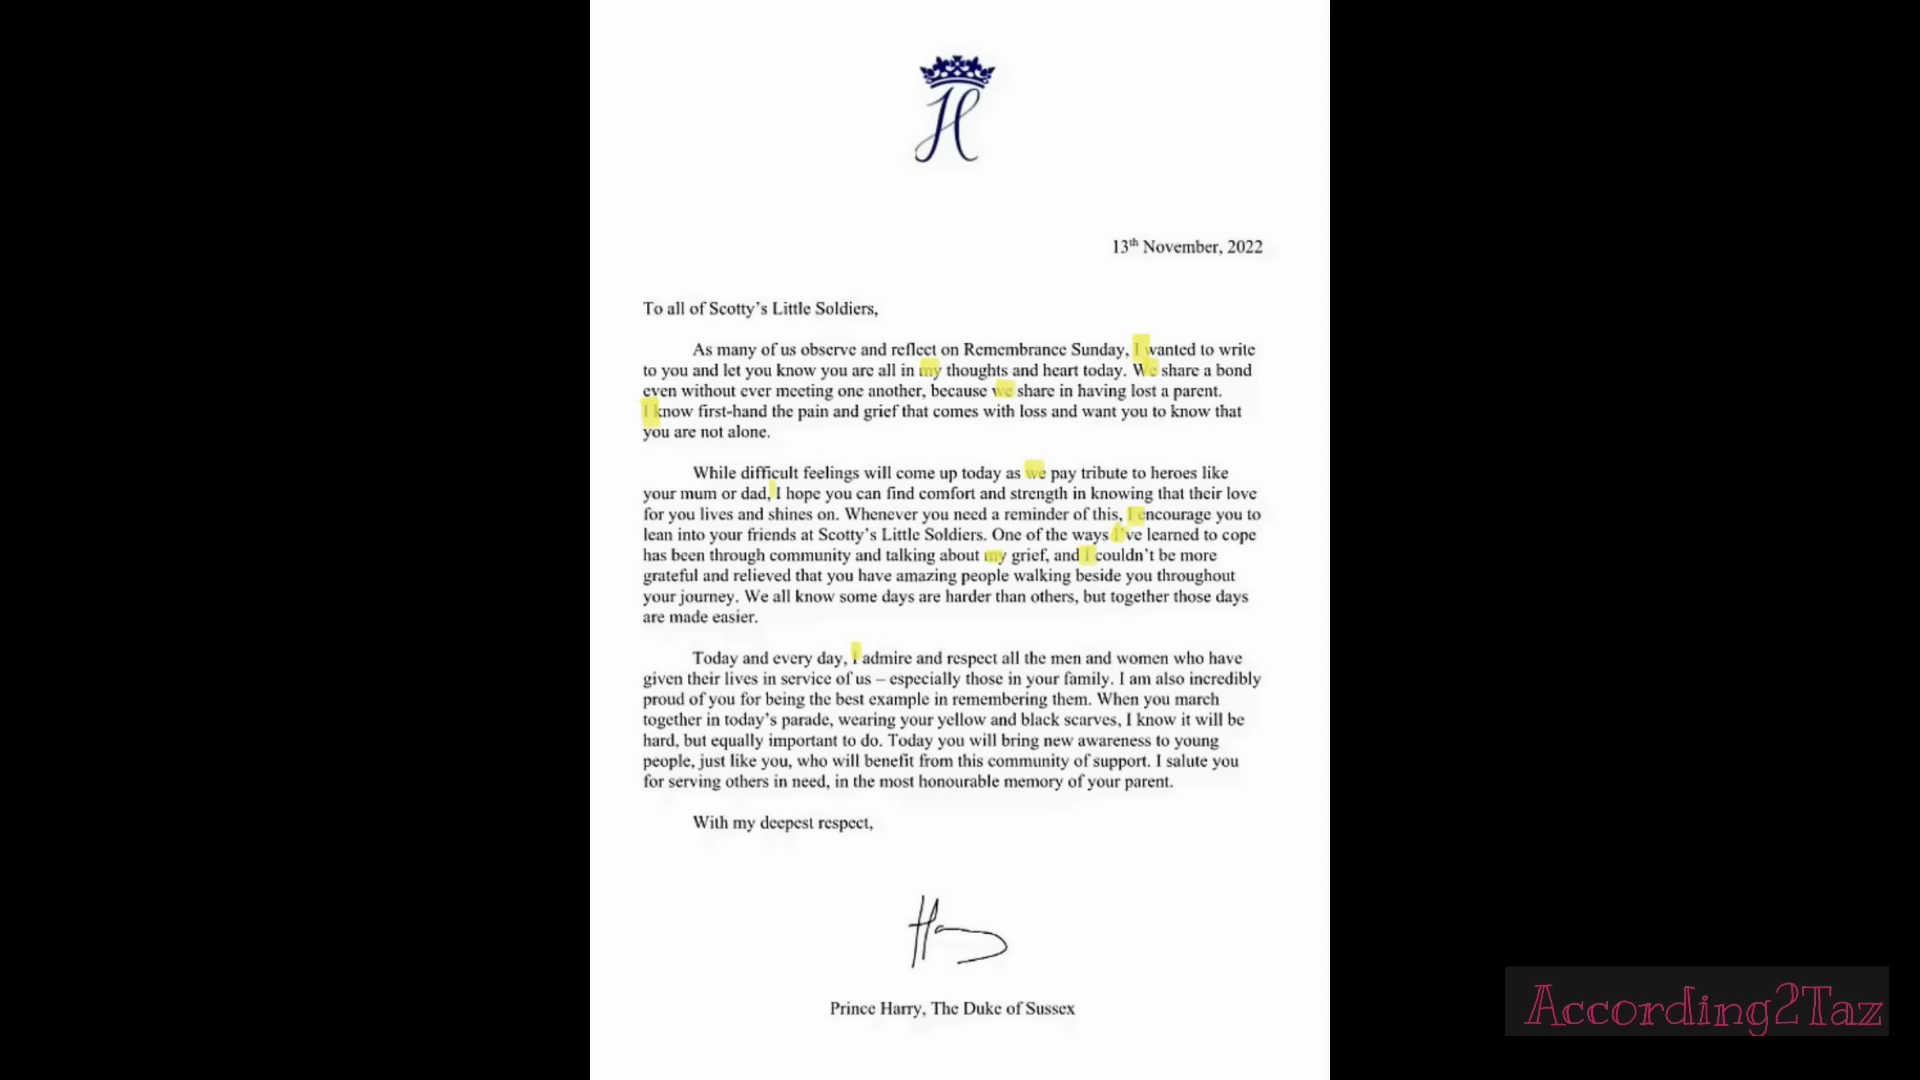 H
13th November, 2022
To all of Scotty's Little Soldiers,
As many of us observe and reflect on Remembrance Sunday, I wanted to write
to you and let you know you are all in my thoughts and heart today. We share a bond
even without ever meeting one another, because we share in having lost a parent.
I know first-hand the pain and grief that comes with loss and want you to know that
you are not alone.
While difficult feelings will come up today as we pay tribute to heroes like
your mum or dad, I hope you can find comfort and strength in knowing that their love
for you lives and shines on. Whenever you need a reminder of this, I encourage you to
lean into your friends at Scotty's Little Soldiers. One of the ways I've learned to cope
has been through community and talking about my grief, and I couldn't be more
grateful and relieved that you have amazing people walking beside you throughout
your journey. We all know some days are harder than others, but together those days
are made easier.
Today and every day, I admire and respect all the men and women who have
given their lives in service of us – especially those in your family. I am also incredibly
proud of you for being the best example in remembering them. When you march
together in today's parade, wearing your yellow and black scarves, I know it will be
hard, but equally important to do. Today you will bring new awareness to young
people, just like you, who will benefit from this community of support. I salute you
for serving others in need, in the most honourable memory of your parent.
With my deepest respect,
Harry
Prince Harry, The Duke of Sussex
According2Taz